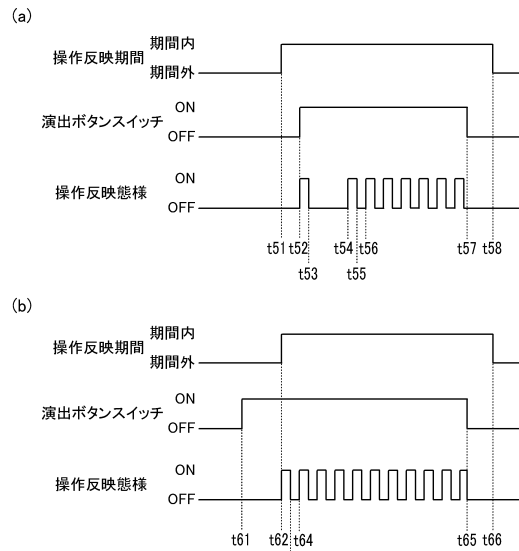 (a)
操作反映期間
期間内
期間外
演出ボタンスイッチ
ON
OFF
操作反映態様
ON
OFF
t51 t52 t54 t56 t57 t58
t53 t55
(b)
操作反映期間
期間内
期間外
演出ボタンスイッチ
ON
OFF
操作反映態様
ON
OFF
t61 t62 t64 t65 t66